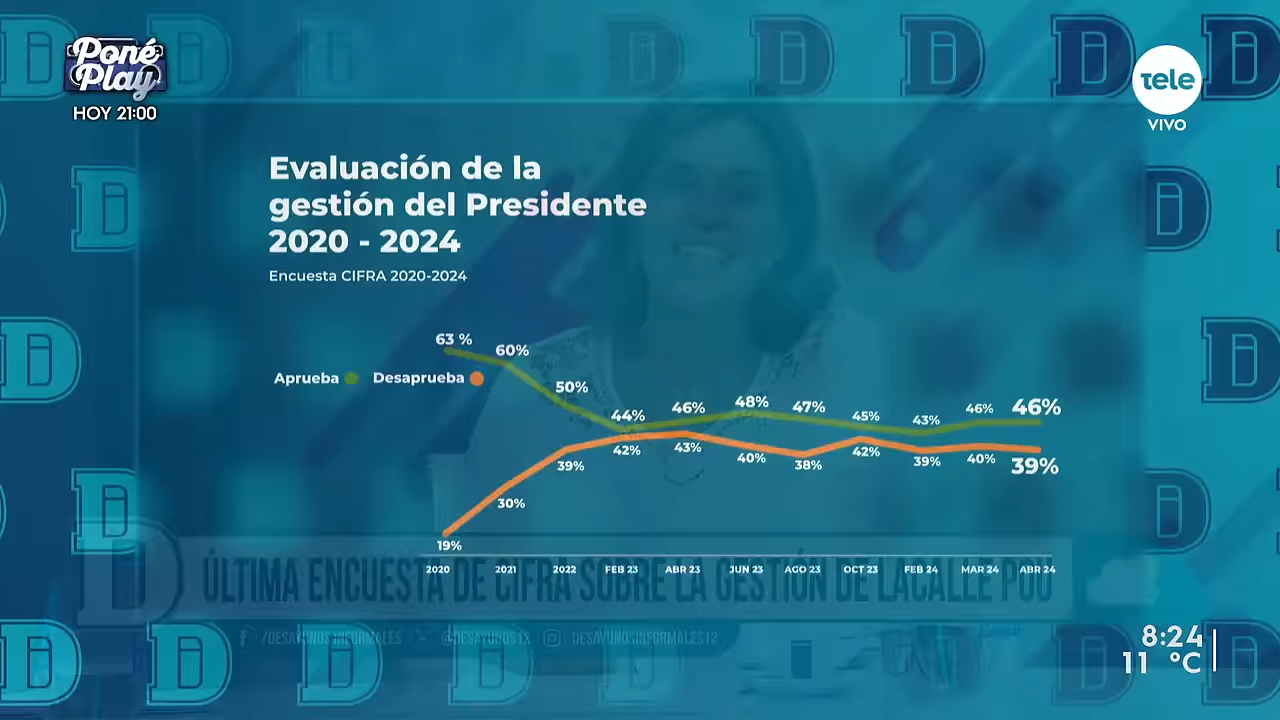 Poné
Play
HOY 21:00
tele
VIVO
Evaluación de la
gestión del Presidente
2020 - 2024
Encuesta CIFRA 2020-2024
Aprueba Desaprueba
63 % 60% 50% 44% 46% 48% 47% 45% 43% 46% 46%
19% 30% 39% 42% 43% 40% 38% 42% 39% 40% 39%
2020 2021 2022 FEB 23 ABR 23 JUN 23 AGO 23 OCT 23 FEB 24 MAR 24 ABR 24
ÚLTIMA ENCUESTA DE CIFRA SOBRE LA GESTIÓN DE LACALLE POU
/DESAYUNOSINFORMALES @DESAYUNOS12 DESAYUNOSINFORMALES12
8:24
11 °C